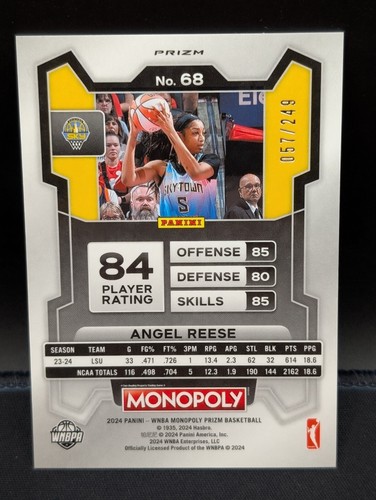 PRIZM
No. 68
SKY
057/249
SKYTOWN
5
PANINI
84
PLAYER
RATING
OFFENSE 85
DEFENSE 80
SKILLS 85
ANGEL REESE
SEASON TEAM G FG% FT% 3PM RPG APG STL BLK PTS PPG
23-24 LSU 33 .471 .726 1 13.4 2.3 62 32 614 18.6
NCAA TOTALS 116 .498 .704 5 12.3 1.9 190 144 2162 18.6
MONOPOLY
WNBPA
2024 PANINI – WNBA MONOPOLY PRIZM BASKETBALL
© 1935, 2024 Hasbro.
© 2024 Panini America, Inc.
© 2024 WNBA Enterprises, LLC
Officially Licensed Product of the WNBPA © 2024